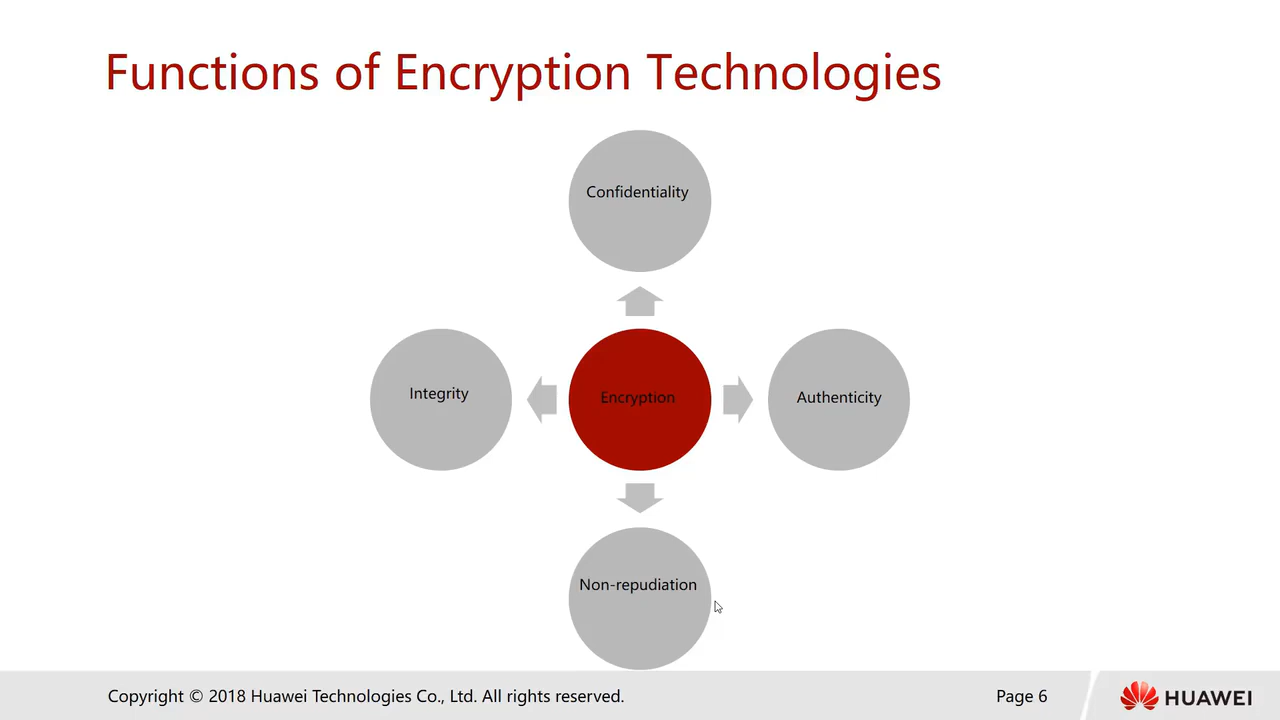 Functions of Encryption Technologies
Confidentiality
Integrity
Encryption
Authenticity
Non-repudiation
Copyright © 2018 Huawei Technologies Co., Ltd. All rights reserved.
Page 6
HUAWEI